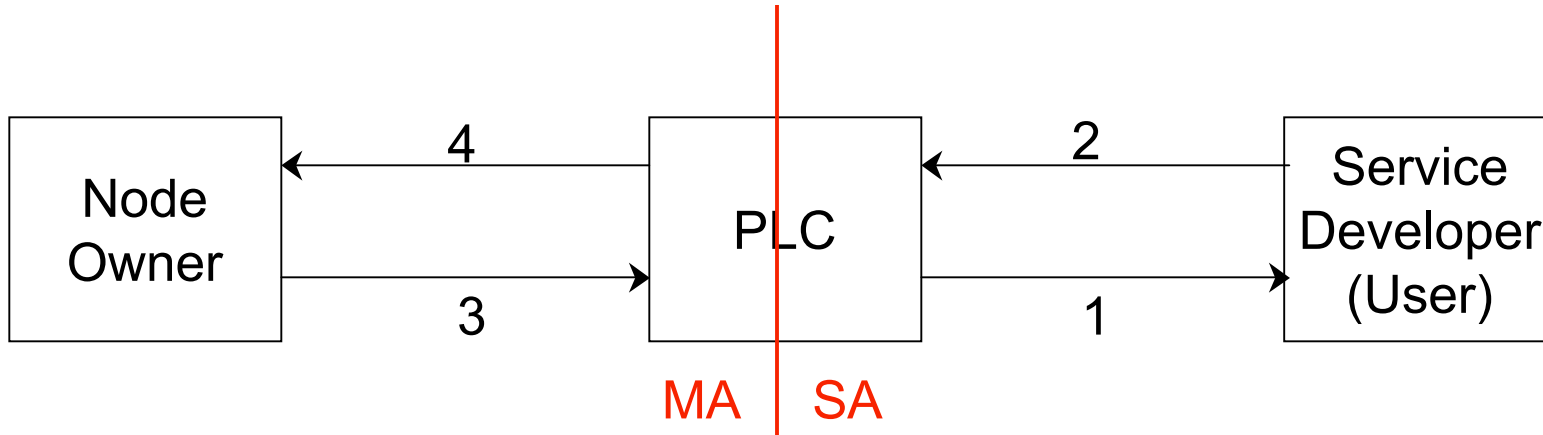 4
2
Node
Owner
PLC
Service
Developer
(User)
3
1
MA
SA